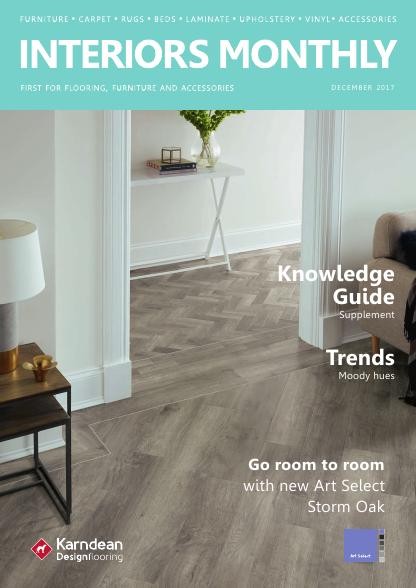 FURNITURE • CARPET • RUGS • BEDS • LAMINATE • UPHOLSTERY • VINYL • ACCESSORIES
INTERIORS MONTHLY
FIRST FOR FLOORING, FURNITURE AND ACCESSORIES
DECEMBER 2017
Knowledge
Guide
Supplement
Trends
Moody hues
Go room to room
with new Art Select
Storm Oak
Karndean
Designflooring
Art Select